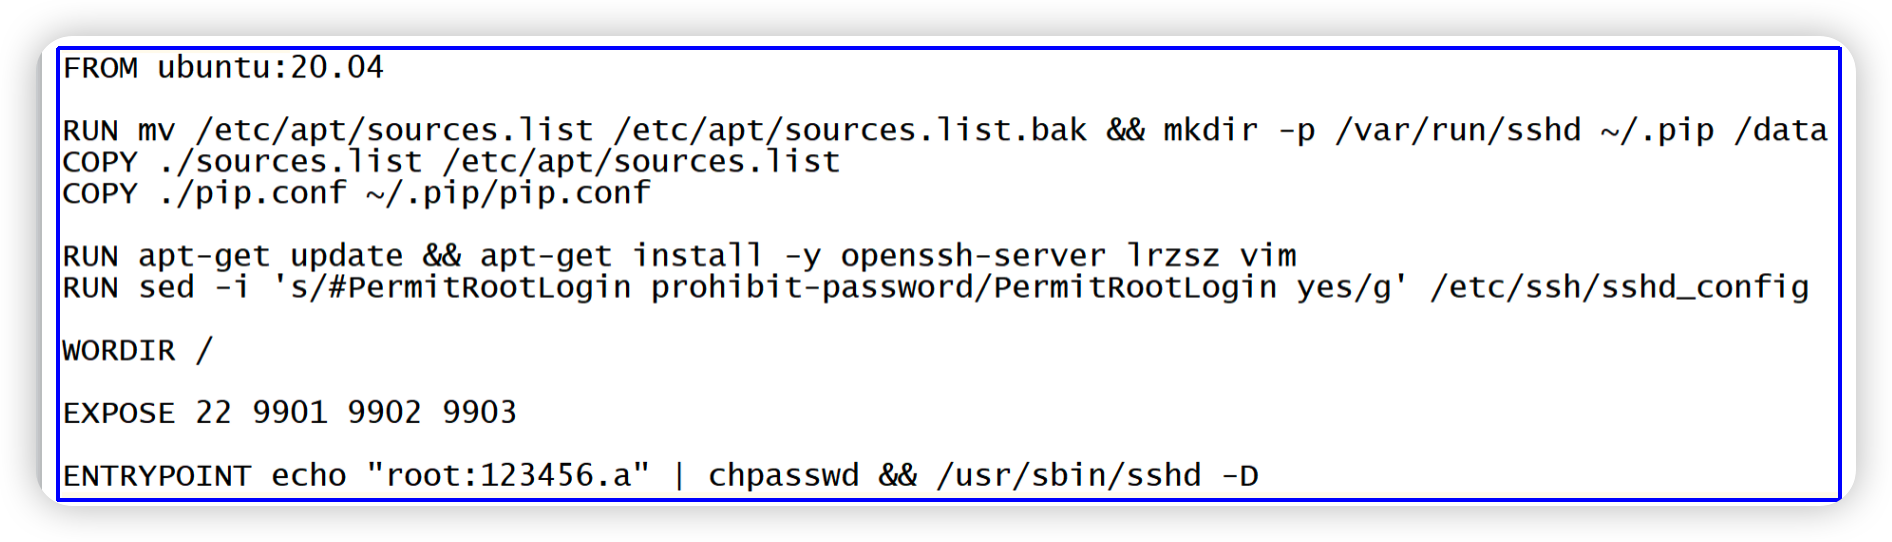 FROM ubuntu:20.04
RUN mv /etc/apt/sources.list /etc/apt/sources.list.bak && mkdir -p /var/run/sshd ~/.pip /data
COPY ./sources.list /etc/apt/sources.list
COPY ./pip.conf ~/.pip/pip.conf
RUN apt-get update && apt-get install -y openssh-server lrzsz vim
RUN sed -i 's/#PermitRootLogin prohibit-password/PermitRootLogin yes/g' /etc/ssh/sshd_config
WORDIR /
EXPOSE 22 9901 9902 9903
ENTRYPOINT echo "root:123456.a" | chpasswd && /usr/sbin/sshd -D